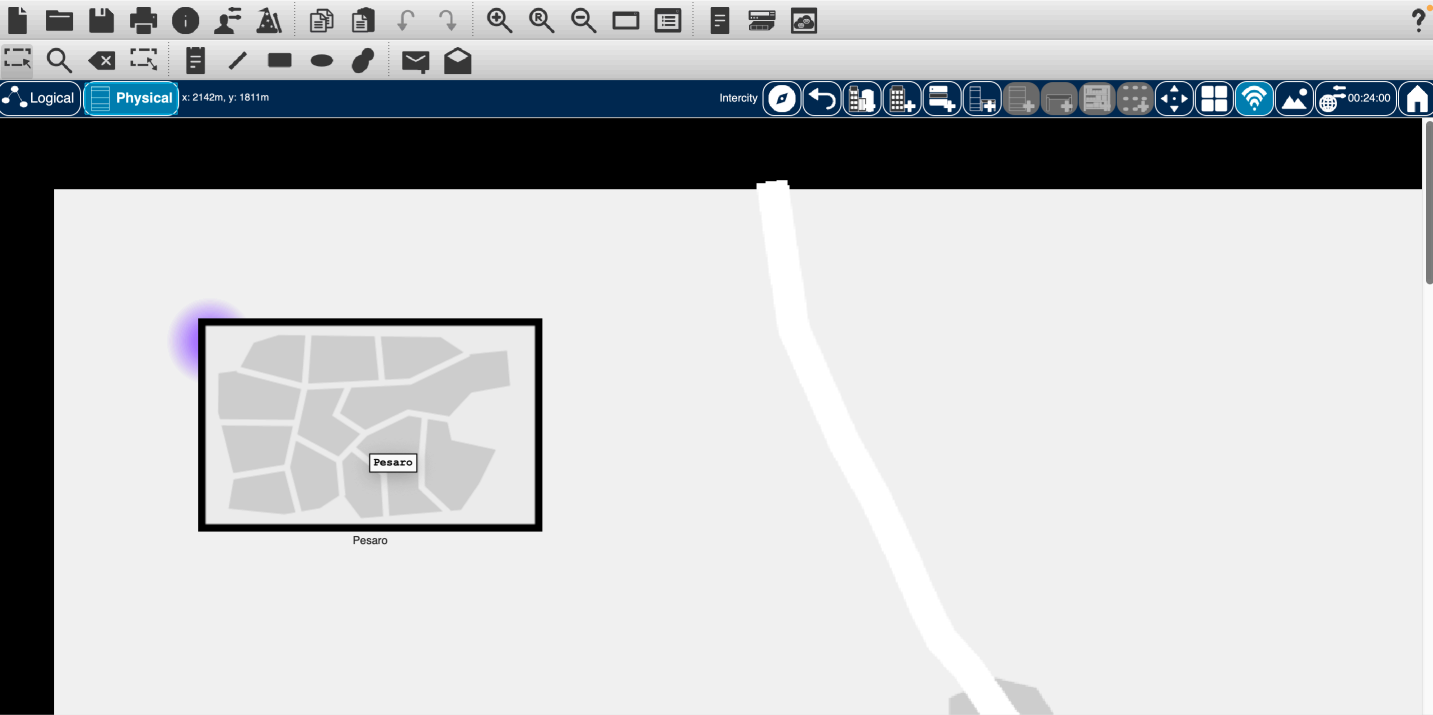 Logical
Physical
x: 2142m, y: 1811m
Intercity
00:24:00
Pesaro
Pesaro